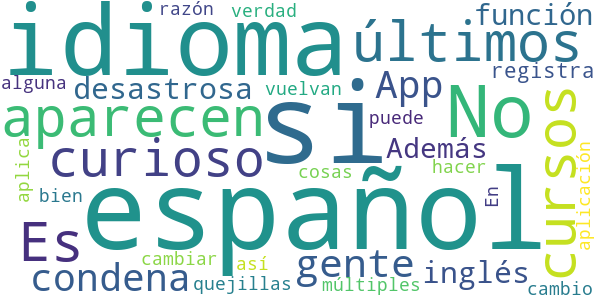 razón verdad
idioma últimos función
alguna desastrosa vuelvan App registra
aparecen si puede No cursos
curioso Además
aplica español cosas hacer aplicación
Es bien En
cambiar así gente inglés
condena quejillas múltiples cambio